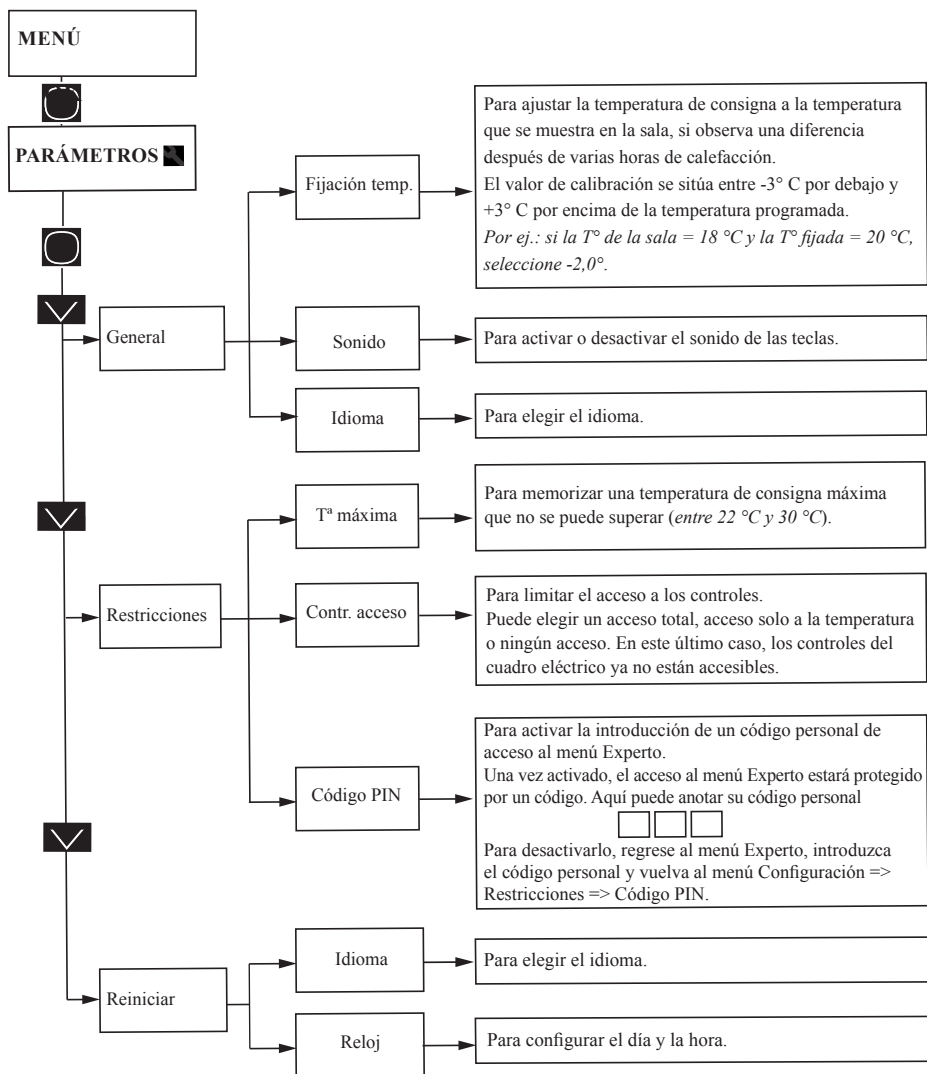 MENÚ
PARÁMETROS
Fijación temp.
Para ajustar la temperatura de consigna a la temperatura
que se muestra en la sala, si observa una diferencia
después de varias horas de calefacción.
El valor de calibración se sitúa entre -3° C por debajo y
+3° C por encima de la temperatura programada.
Por ej.: si la T° de la sala = 18 °C y la T° fijada = 20 °C,
seleccione -2,0°.
General
Sonido
Para activar o desactivar el sonido de las teclas.
Idioma
Para elegir el idioma.
Tª máxima
Para memorizar una temperatura de consigna máxima
que no se puede superar (entre 22 °C y 30 °C).
Restricciones
Contr. acceso
Para limitar el acceso a los controles.
Puede elegir un acceso total, acceso solo a la temperatura
o ningún acceso. En este último caso, los controles del
cuadro eléctrico ya no están accesibles.
Código PIN
Para activar la introducción de un código personal de
acceso al menú Experto.
Una vez activado, el acceso al menú Experto estará protegido
por un código. Aquí puede anotar su código personal
Para desactivarlo, regrese al menú Experto, introduzca
el código personal y vuelva al menú Configuración =>
Restricciones => Código PIN.
Reiniciar
Idioma
Para elegir el idioma.
Reloj
Para configurar el día y la hora.